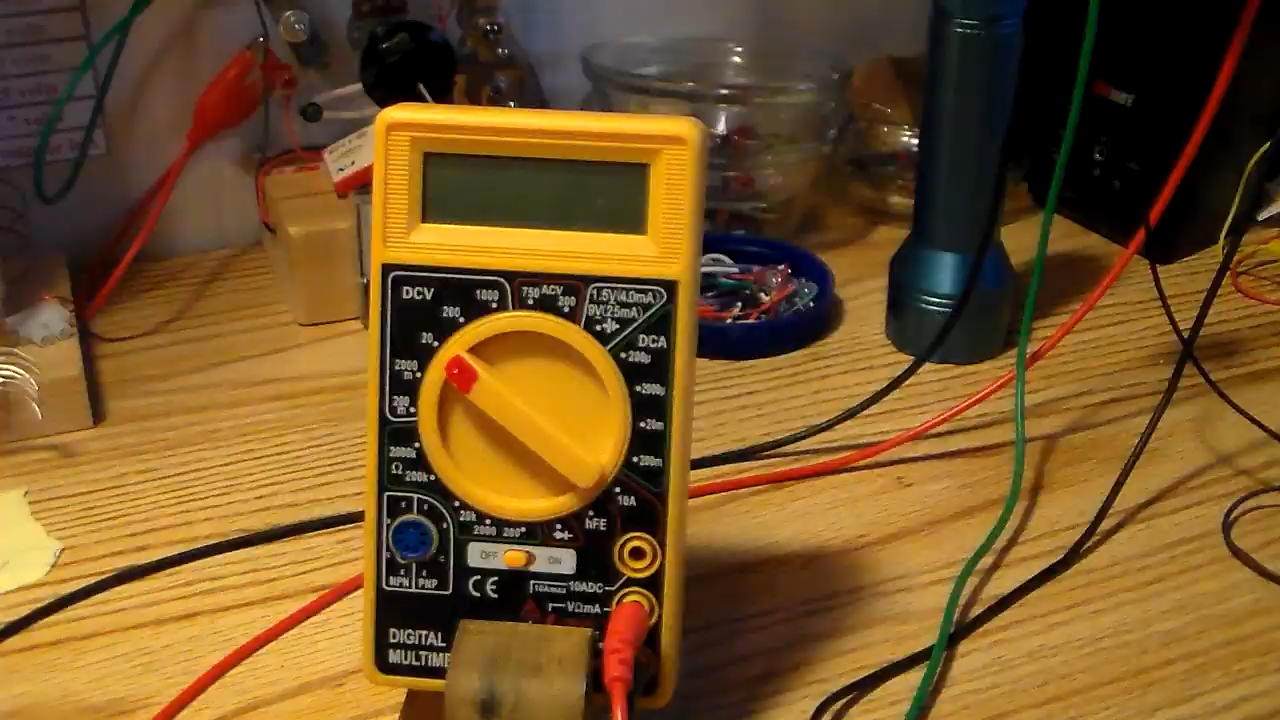 DCV
1000
750 ACV
200
200
20
2000
m
200
m
1.5V(4.0mA)
9V(25mA)
DCA
200µ
2000µ
20m
200m
10A
hFE
2000k
Ω
200k
20k
2000
200
OFF
ON
NPN
PNP
CE
10Amax
10ADC
VΩmA
DIGITAL